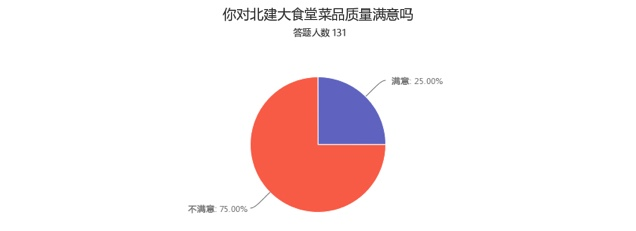 你对北建大食堂菜品质量满意吗
答题人数 131
满意: 25.00%
不满意: 75.00%